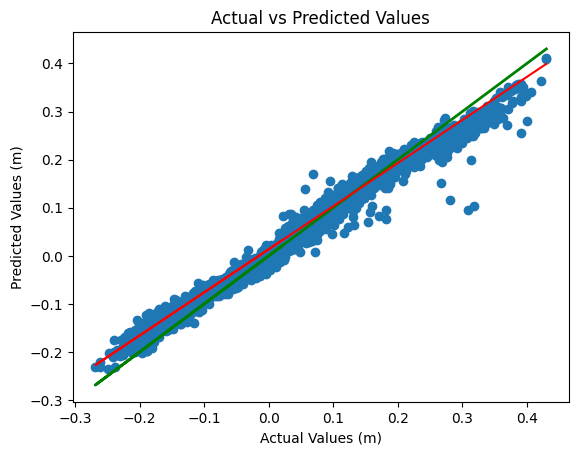 Actual vs Predicted Values
Predicted Values (m)
0.4
0.3
0.2
0.1
0.0
−0.1
−0.2
−0.3
−0.3 −0.2 −0.1 0.0 0.1 0.2 0.3 0.4
Actual Values (m)